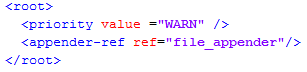 <root>
<priority value ="WARN" />
<appender-ref ref="file_appender"/>
</root>